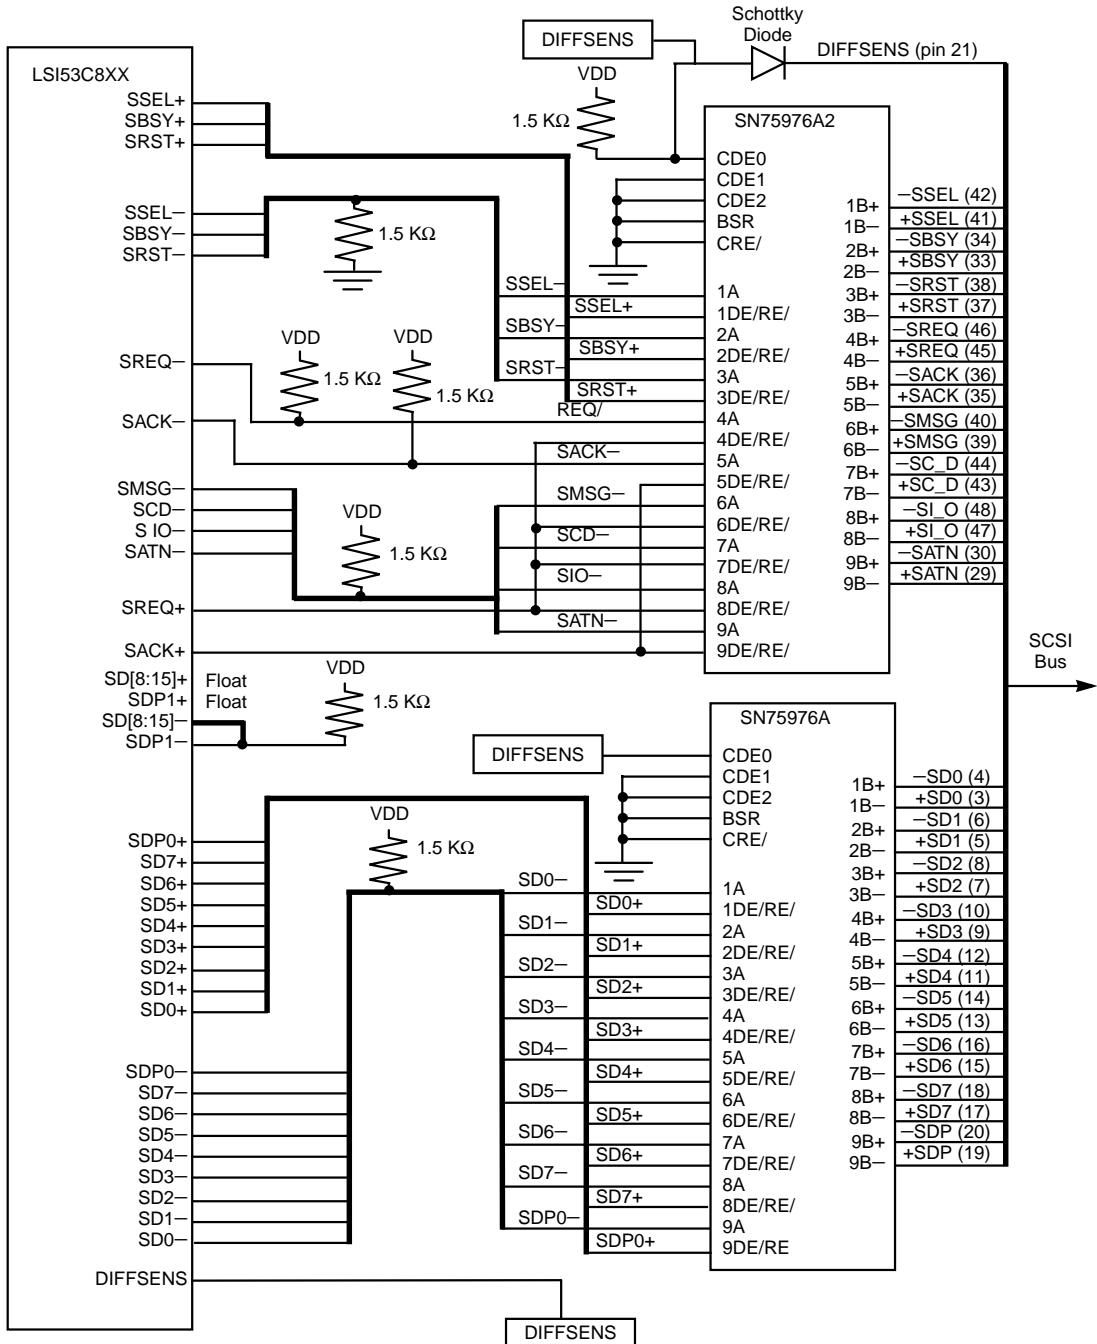 Schottky
Diode
DIFFSENS
DIFFSENS (pin 21)
LSI53C8XX
VDD
1.5 KΩ
SSEL+
SBSY+
SRST+
SSEL−
SBSY−
SRST−
1.5 KΩ
VDD
SREQ−
1.5 KΩ
1.5 KΩ
SACK−
SMSG−
SCD−
S IO−
SATN−
VDD
1.5 KΩ
SREQ+
SACK+
SD[8:15]+ Float
SDP1+ Float
SD[8:15]−
SDP1−
VDD
1.5 KΩ
SSEL−
SSEL+
SBSY−
SBSY+
SRST−
SRST+
REQ/
SACK−
SMSG−
SCD−
SIO−
SATN−
SN75976A2
CDE0
CDE1
CDE2
BSR
CRE/
1A
1DE/RE/
2A
2DE/RE/
3A
3DE/RE/
4A
4DE/RE/
5A
5DE/RE/
6A
6DE/RE/
7A
7DE/RE/
8A
8DE/RE/
9A
9DE/RE/
1B+ −SSEL (42)
1B− +SSEL (41)
2B+ −SBSY (34)
2B− +SBSY (33)
3B+ −SRST (38)
3B− +SRST (37)
4B+ −SREQ (46)
4B− +SREQ (45)
5B+ −SACK (36)
5B− +SACK (35)
6B+ −SMSG (40)
6B− +SMSG (39)
7B+ −SC_D (44)
7B− +SC_D (43)
8B+ −SI_O (48)
8B− +SI_O (47)
9B+ −SATN (30)
9B− +SATN (29)
SCSI
Bus
SDP0+
SD7+
SD6+
SD5+
SD4+
SD3+
SD2+
SD1+
SD0+
SDP0−
SD7−
SD6−
SD5−
SD4−
SD3−
SD2−
SD1−
SD0−
DIFFSENS
VDD
1.5 KΩ
DIFFSENS
SD0−
SD0+
SD1−
SD1+
SD2−
SD2+
SD3−
SD3+
SD4−
SD4+
SD5−
SD5+
SD6−
SD6+
SD7−
SD7+
SDP0−
SDP0+
SN75976A
CDE0
CDE1
CDE2
BSR
CRE/
1A
1DE/RE/
2A
2DE/RE/
3A
3DE/RE/
4A
4DE/RE/
5A
5DE/RE/
6A
6DE/RE/
7A
7DE/RE/
8A
8DE/RE/
9A
9DE/RE
1B+ −SD0 (4)
1B− +SD0 (3)
2B+ −SD1 (6)
2B− +SD1 (5)
3B+ −SD2 (8)
3B− +SD2 (7)
4B+ −SD3 (10)
4B− +SD3 (9)
5B+ −SD4 (12)
5B− +SD4 (11)
6B+ −SD5 (14)
6B− +SD5 (13)
7B+ −SD6 (16)
7B− +SD6 (15)
8B+ −SD7 (18)
8B− +SD7 (17)
9B+ −SDP (20)
9B− +SDP (19)
DIFFSENS